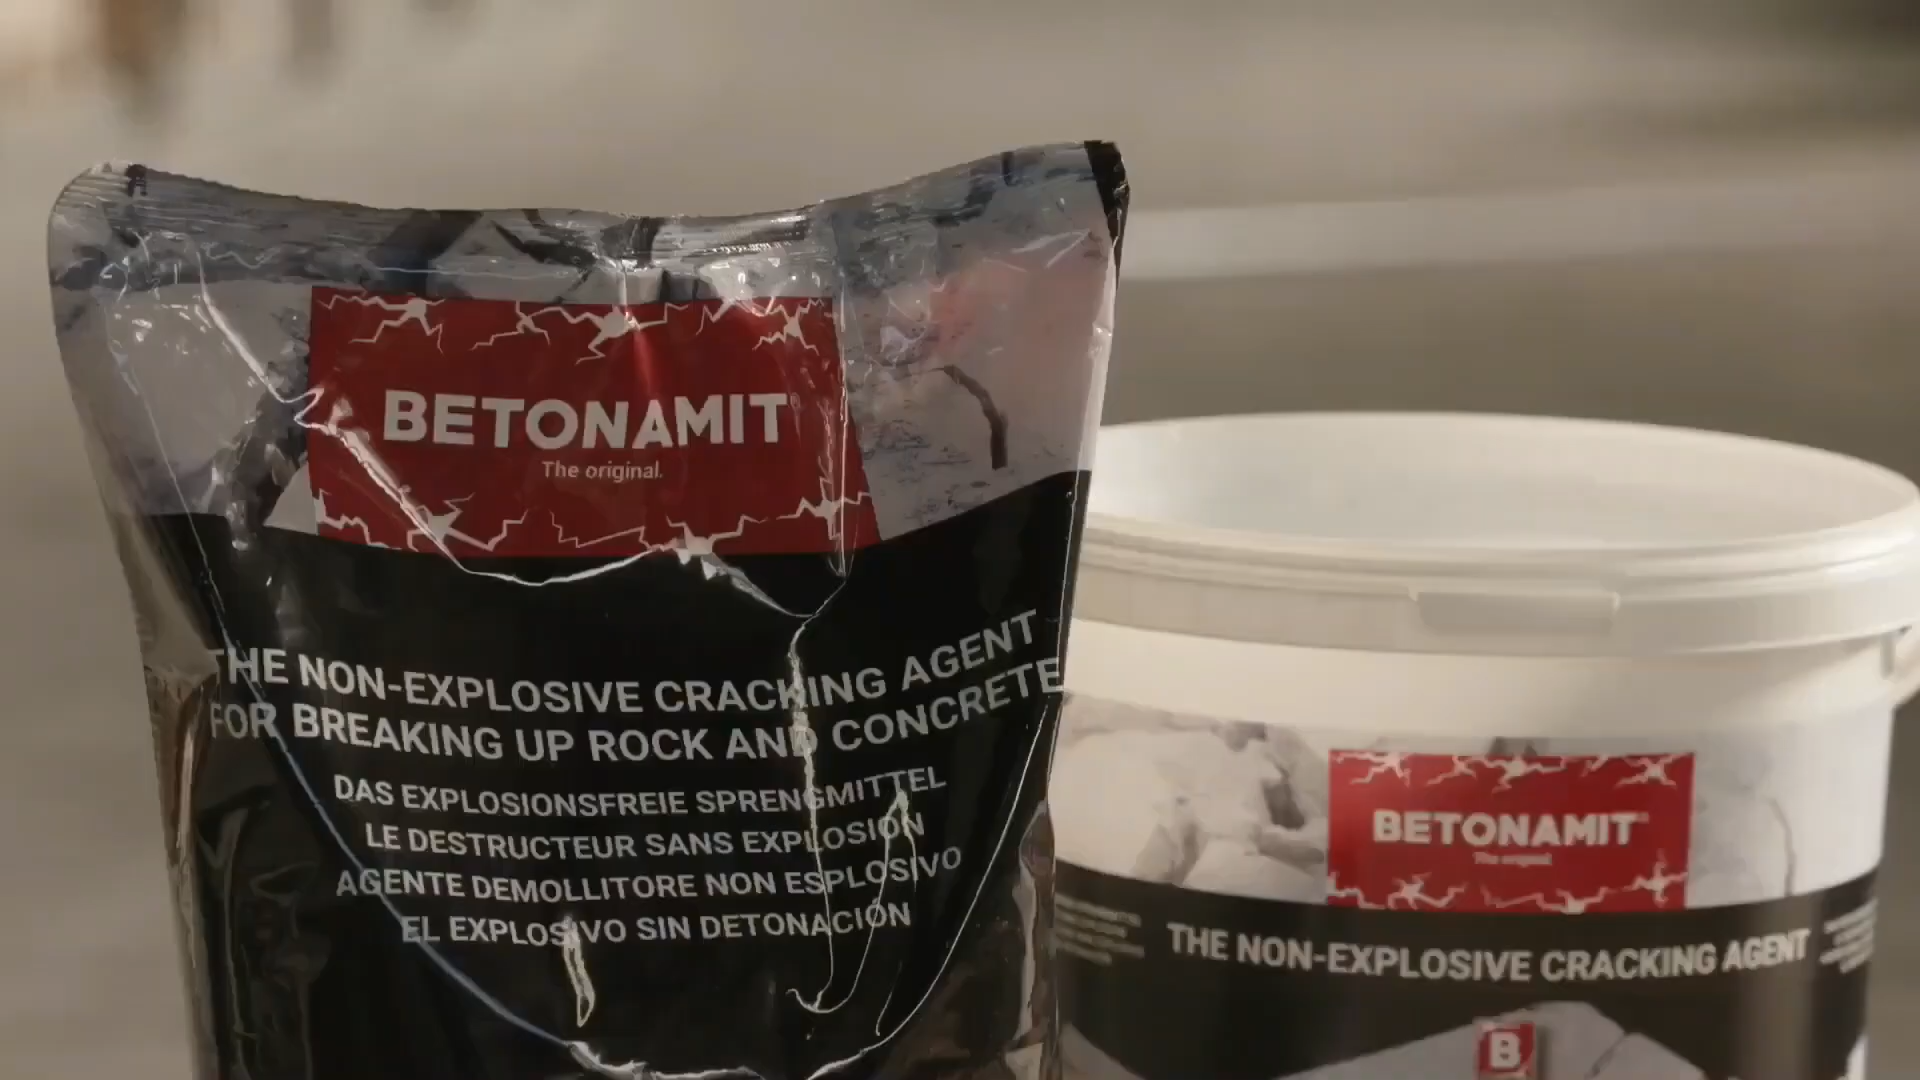 BETONAMIT®
The original.
THE NON-EXPLOSIVE CRACKING AGENT
FOR BREAKING UP ROCK AND CONCRETE
DAS EXPLOSIONSFREIE SPRENGMITTEL
LE DESTRUCTEUR SANS EXPLOSION
AGENTE DEMOLLITORE NON ESPLOSIVO
EL EXPLOSIVO SIN DETONACIÓN
BETONAMIT
The original.
THE NON-EXPLOSIVE CRACKING AGENT
B